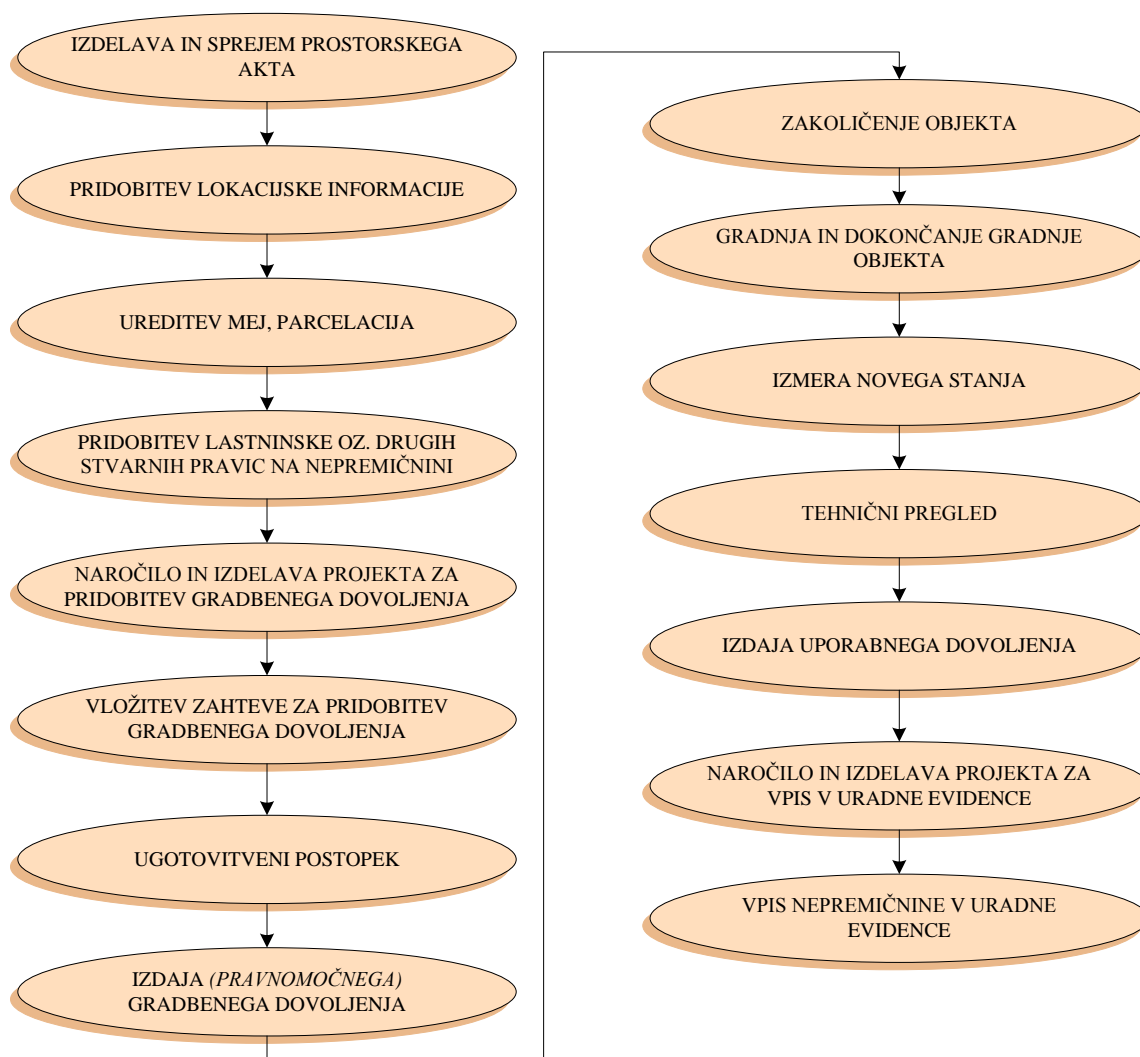 IZDELAVA IN SPREJEM PROSTORSKEGA
AKTA
PRIDOBITEV LOKACIJSKE INFORMACIJE
UREDITEV MEJ, PARCELACIJA
PRIDOBITEV LASTNINSKE OZ. DRUGIH
STVARNIH PRAVIC NA NEPREMIČNINI
NAROČILO IN IZDELAVA PROJEKTA ZA
PRIDOBITEV GRADBENEGA DOVOLJENJA
VLOŽITEV ZAHTEVE ZA PRIDOBITEV
GRADBENEGA DOVOLJENJA
UGOTOVITVENI POSTOPEK
IZDAJA (PRAVNOMOČNEGA)
GRADBENEGA DOVOLJENJA
ZAKOLIČENJE OBJEKTA
GRADNJA IN DOKONČANJE GRADNJE
OBJEKTA
IZMERA NOVEGA STANJA
TEHNIČNI PREGLED
IZDAJA UPORABNEGA DOVOLJENJA
NAROČILO IN IZDELAVA PROJEKTA ZA
VPIS V URADNE EVIDENCE
VPIS NEPREMIČNINE V URADNE
EVIDENCE